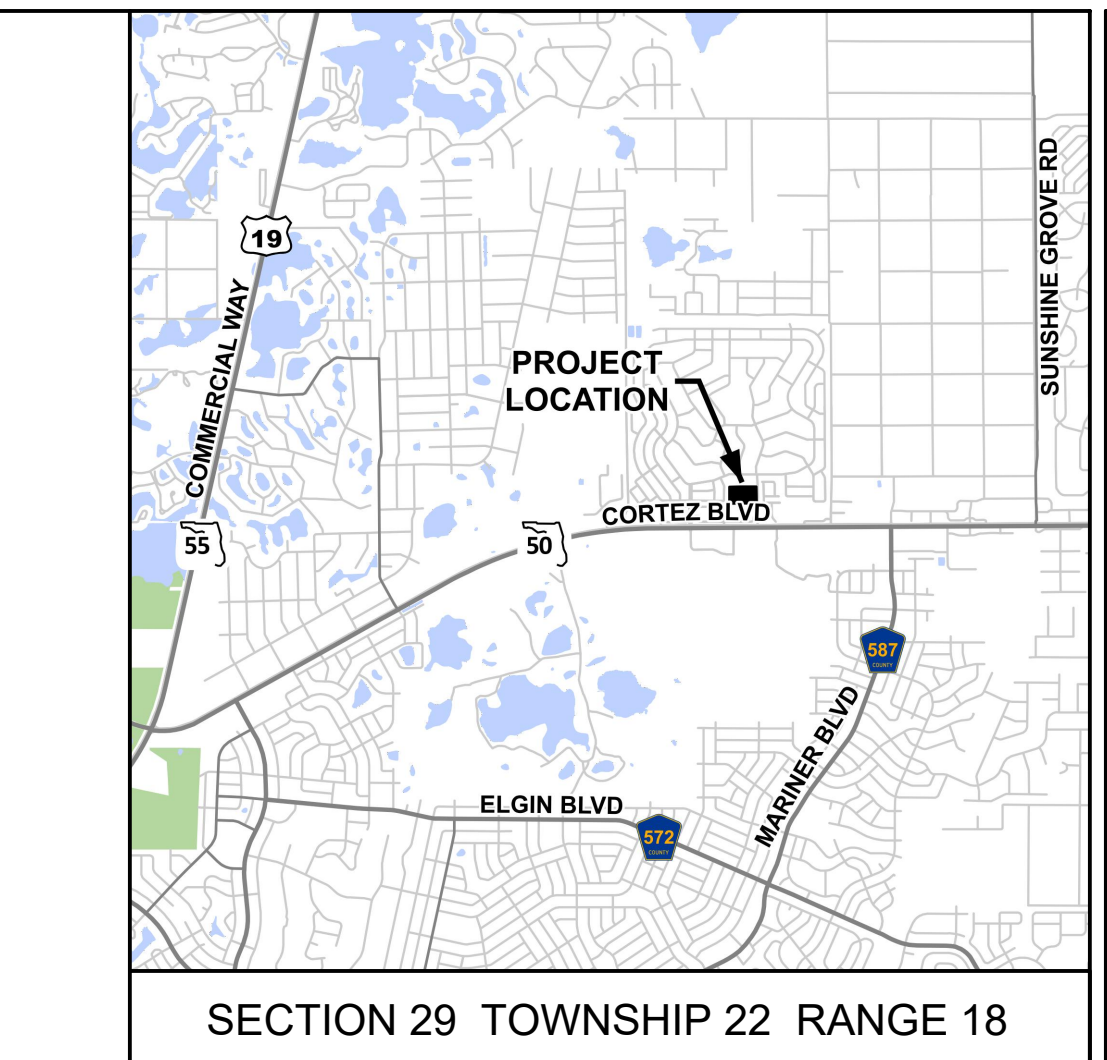 19
SUNSHINE GROVE RD
COMMERCIAL WAY
PROJECT
LOCATION
CORTEZ BLVD
55
50
587
COUNTY
MARINER BLVD
ELGIN BLVD
572
COUNTY
SECTION 29 TOWNSHIP 22 RANGE 18